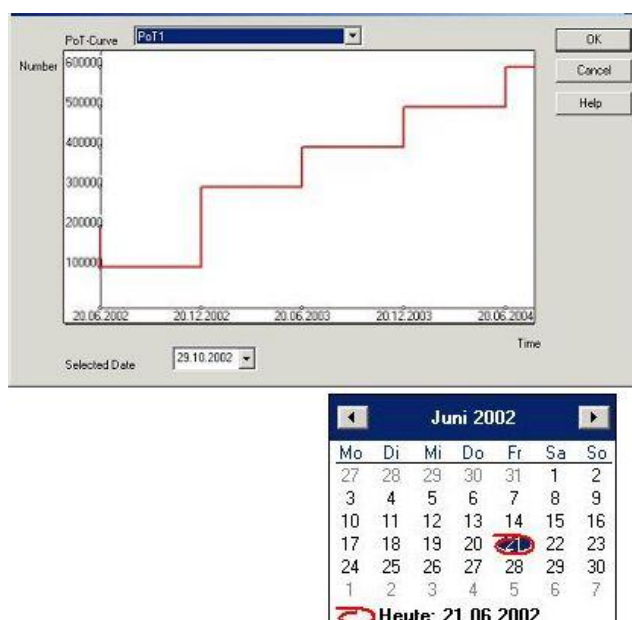 PoT-Curve PoT1 OK
Number 600000 Cancel
500000 Help
400000
300000
200000
100000
20.06.2002 20.12.2002 20.06.2003 20.12.2003 20.06.2004
Time
Selected Date 29.10.2002
Juni 2002
Mo Di Mi Do Fr Sa So
27 28 29 30 31 1 2
3 4 5 6 7 8 9
10 11 12 13 14 15 16
17 18 19 20 21 22 23
24 25 26 27 28 29 30
1 2 3 4 5 6 7
Heute: 21.06.2002